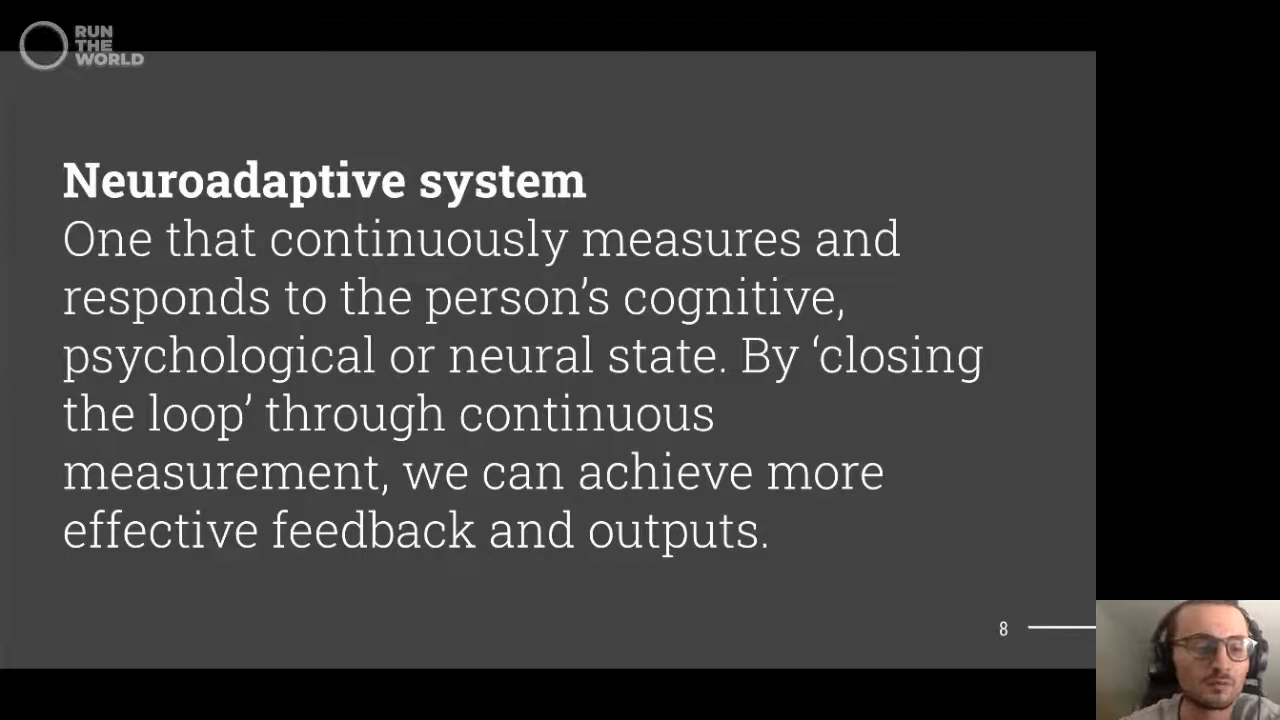 RUN
THE
WORLD
Neuroadaptive system
One that continuously measures and
responds to the person’s cognitive,
psychological or neural state. By ‘closing
the loop’ through continuous
measurement, we can achieve more
effective feedback and outputs.
8